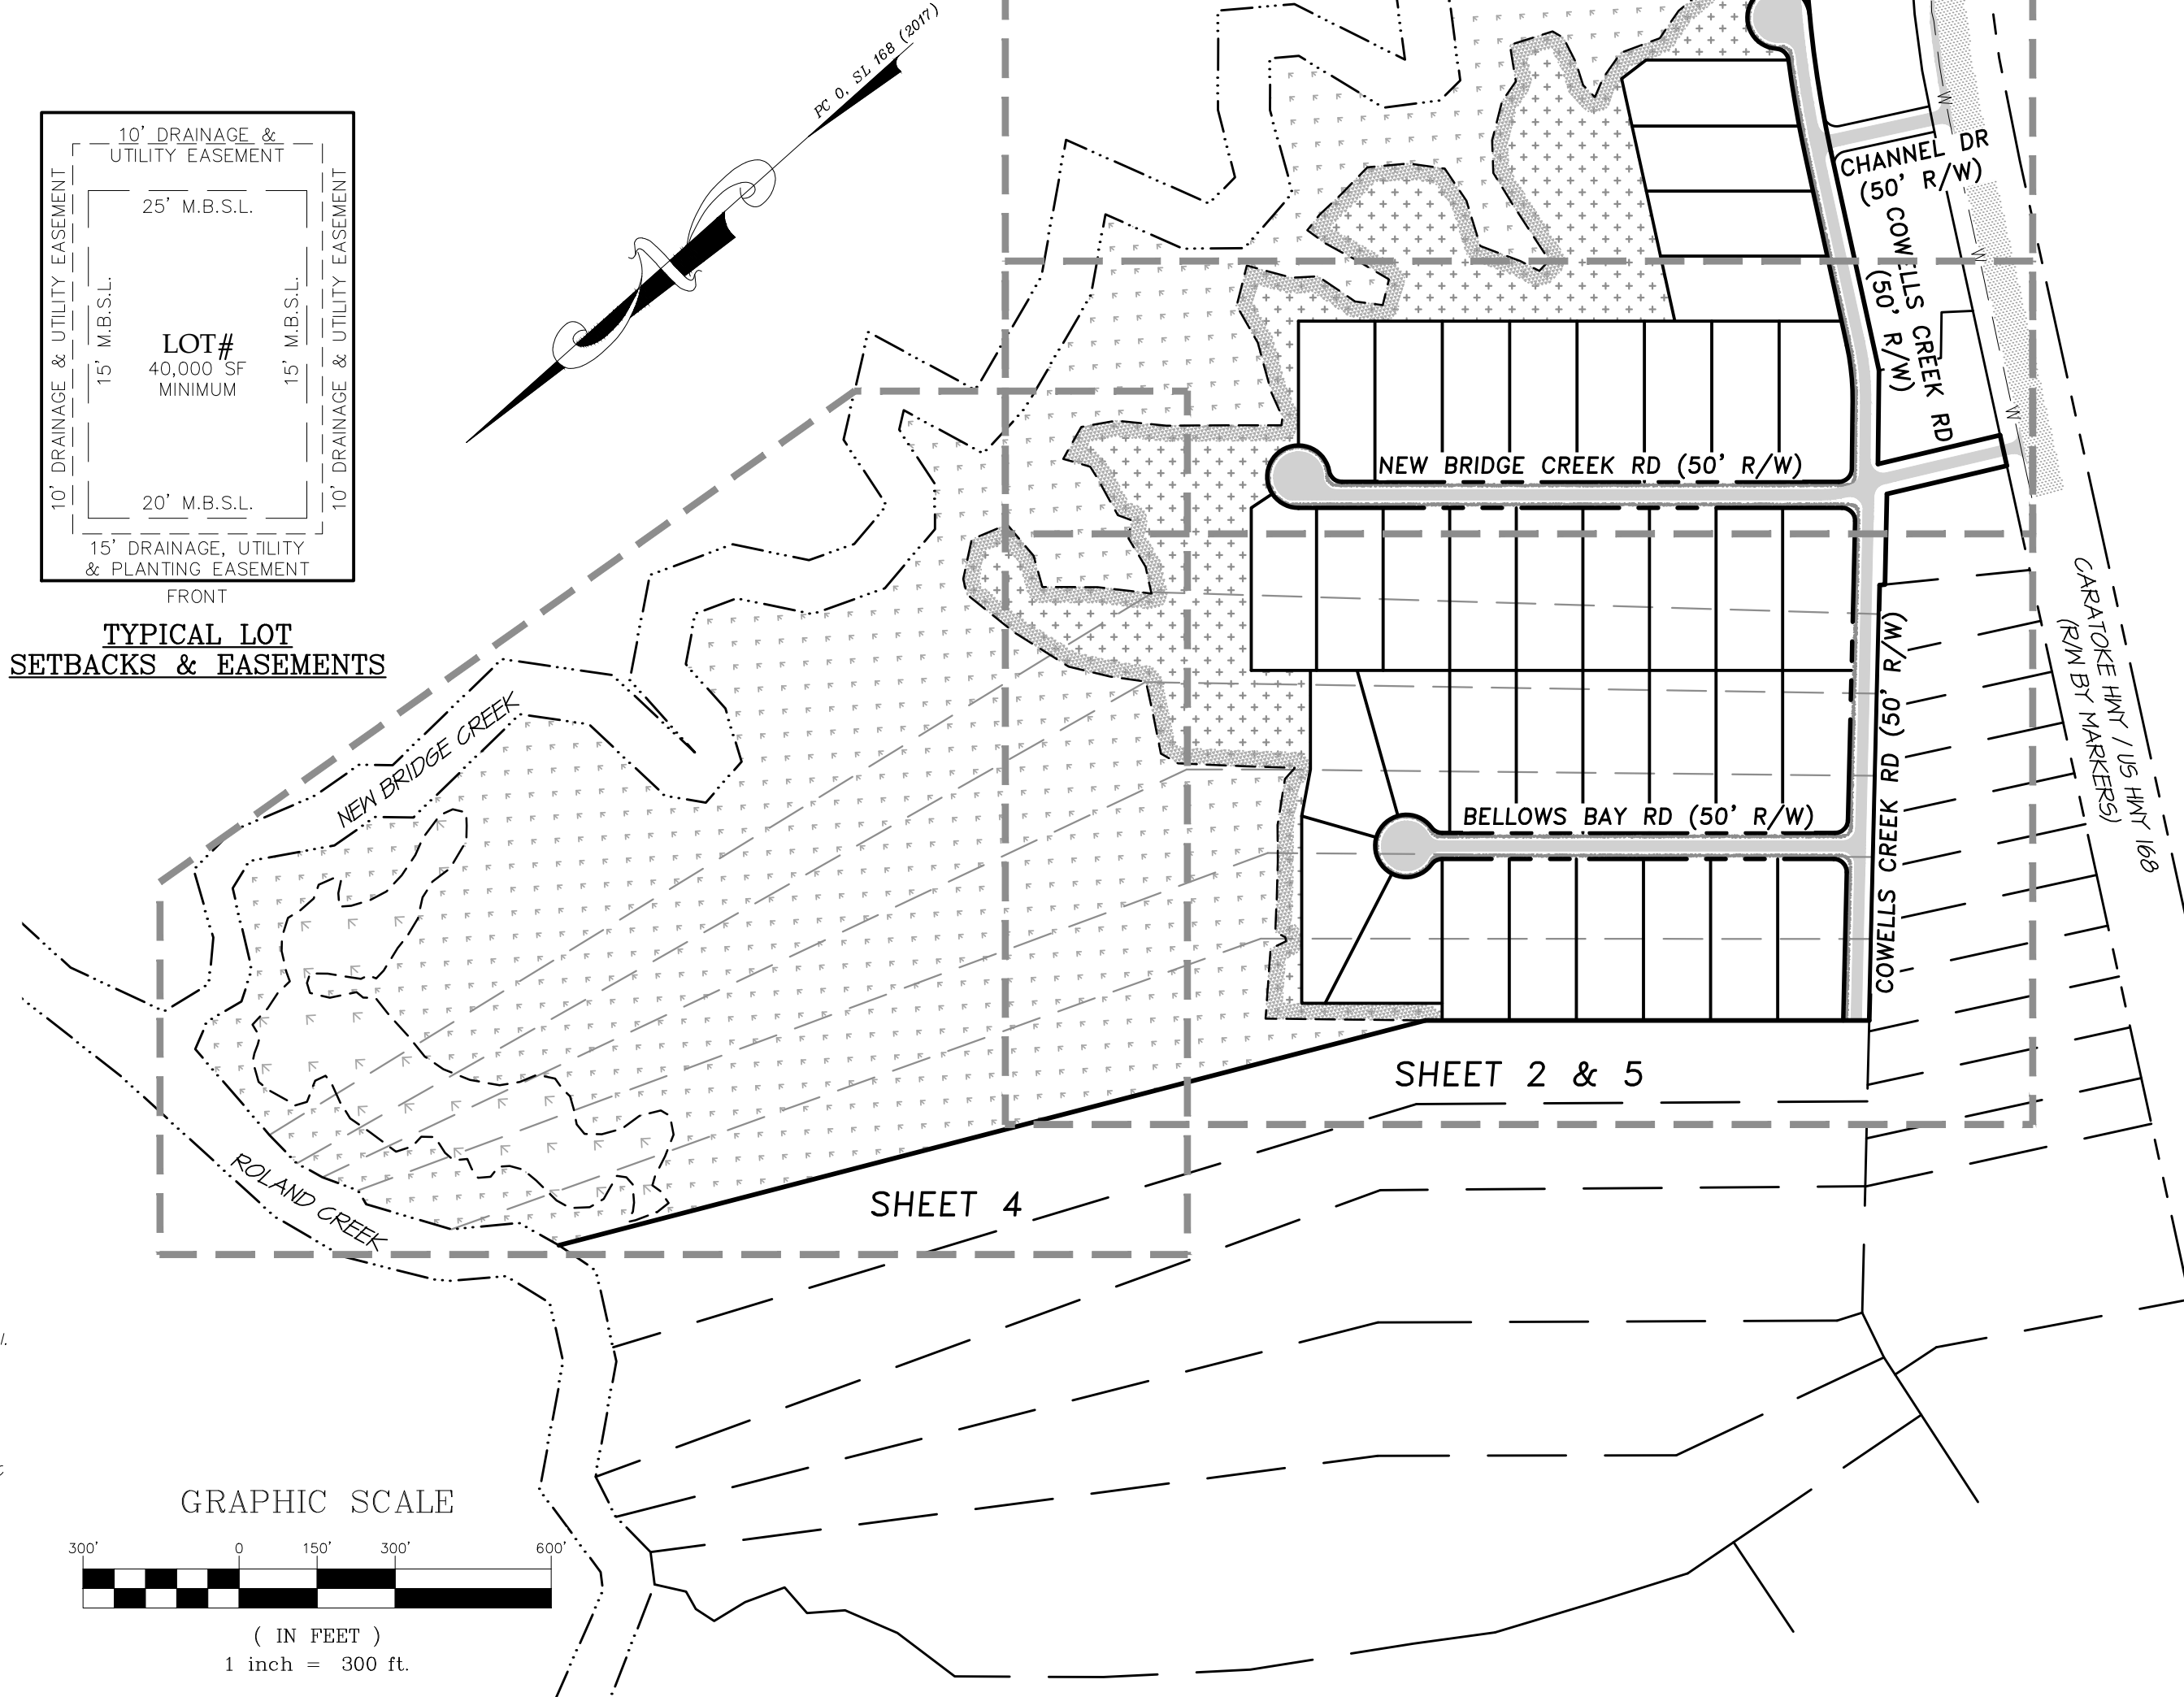 PC 0, SL 168 (2017)
N
10' DRAINAGE &
UTILITY EASEMENT
10' DRAINAGE & UTILITY EASEMENT
10' DRAINAGE & UTILITY EASEMENT
25' M.B.S.L.
15' M.B.S.L.
15' M.B.S.L.
LOT#
40,000 SF
MINIMUM
20' M.B.S.L.
15' DRAINAGE, UTILITY
& PLANTING EASEMENT
FRONT
TYPICAL LOT
SETBACKS & EASEMENTS
W
CHANNEL DR
(50' R/W)
W
COWELLS CREEK RD
(50' R/W)
W
NEW BRIDGE CREEK RD (50' R/W)
CARATOKE HWY / US HWY 168
(R/W BY MARKERS)
COWELLS CREEK RD (50' R/W)
NEW BRIDGE CREEK
BELLOWS BAY RD (50' R/W)
SHEET 2 & 5
ROLAND CREEK
SHEET 4
GRAPHIC SCALE
300' 0 150' 300' 600'
( IN FEET )
1 inch = 300 ft.